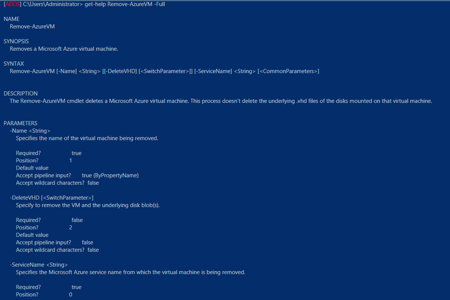 [ADO] C:\Users\Administrator> get-help Remove-AzureVM -Full
NAME
Remove-AzureVM
SYNOPSIS
Removes a Microsoft Azure virtual machine.
SYNTAX
Remove-AzureVM [-Name] <String> [[-DeleteVHD] [<SwitchParameter>]] [-ServiceName] <String> [<CommonParameters>]
DESCRIPTION
The Remove-AzureVM cmdlet deletes a Microsoft Azure virtual machine. This process doen't delete the underlying .vhd files of the disks mounted on that virtual machine.
PARAMETERS
-Name <String>
Specifies the name of the virtual machine being removed.
Required? true
Position? 1
Default value
Accept pipeline input? true (ByPropertyName)
Accept wildcard characters? false
-DeleteVHD [<SwitchParameter>]
Specify to remove the VM and the underlying disk blob(s).
Required? false
Position? 2
Default value
Accept pipeline input? false
Accept wildcard characters? false
-ServiceName <String>
Specifies the Microsoft Azure service name from which the virtual machine is being removed.
Required? true
Position? 0